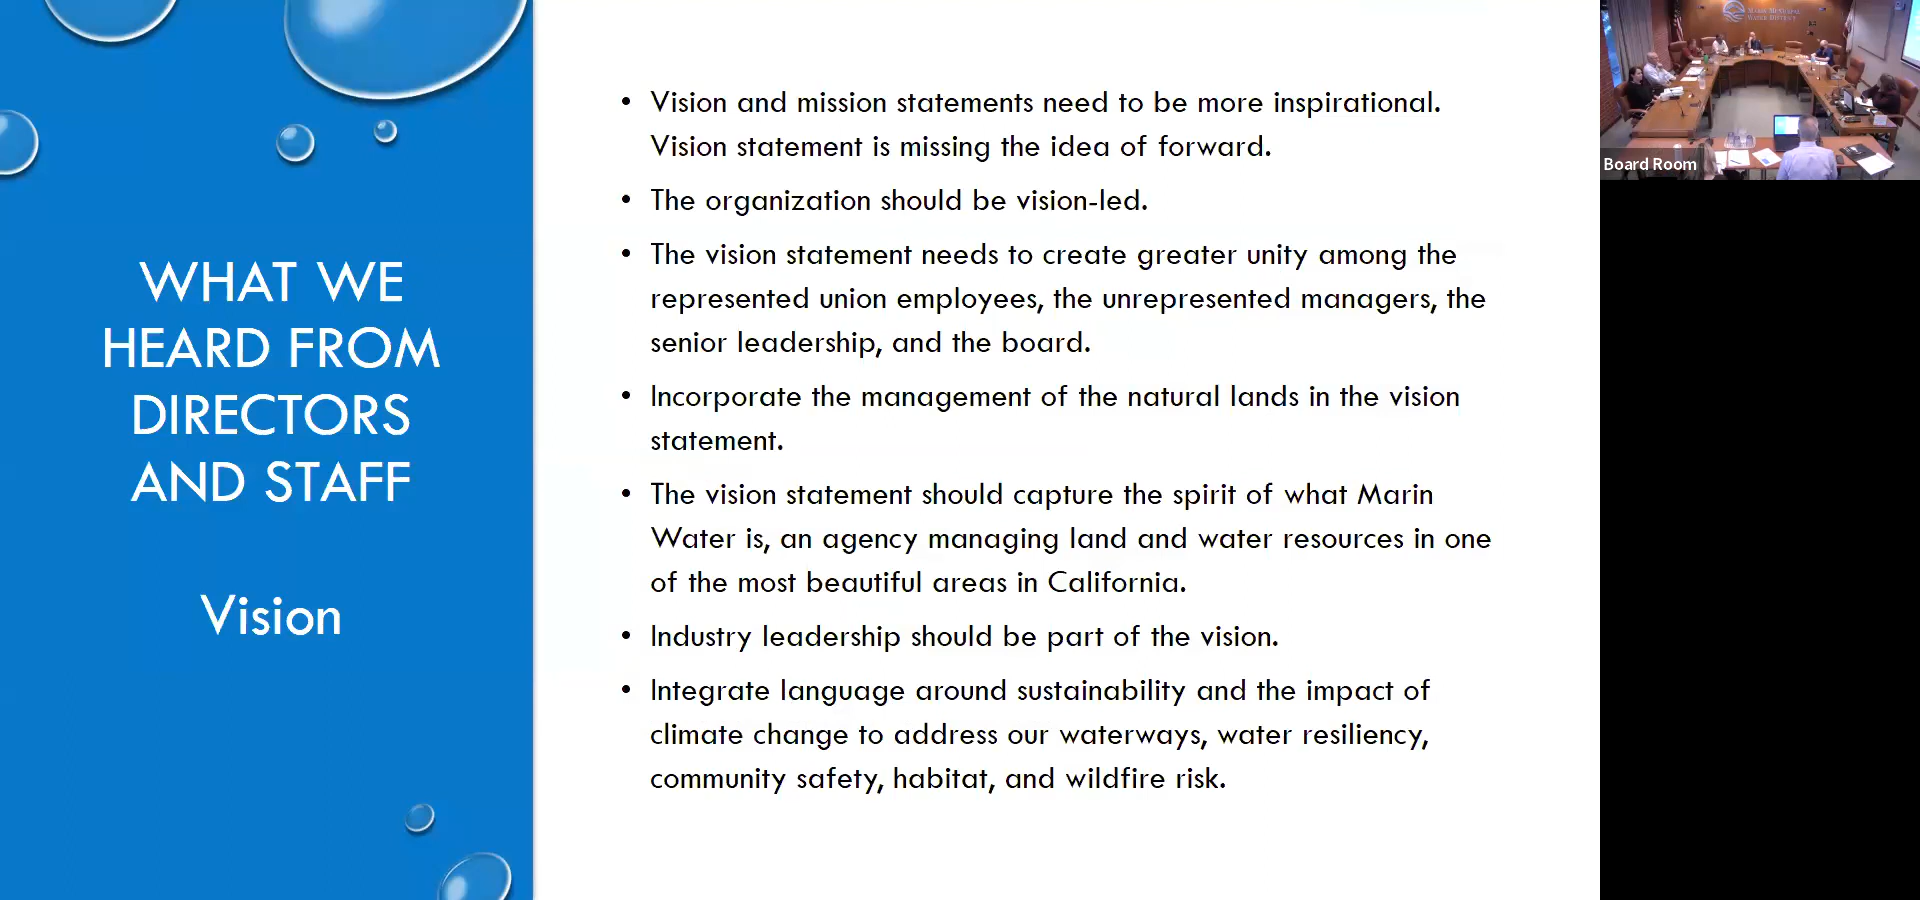 WHAT WE
HEARD FROM
DIRECTORS
AND STAFF
Vision
• Vision and mission statements need to be more inspirational.
Vision statement is missing the idea of forward.
• The organization should be vision-led.
• The vision statement needs to create greater unity among the
represented union employees, the unrepresented managers, the
senior leadership, and the board.
• Incorporate the management of the natural lands in the vision
statement.
• The vision statement should capture the spirit of what Marin
Water is, an agency managing land and water resources in one
of the most beautiful areas in California.
• Industry leadership should be part of the vision.
• Integrate language around sustainability and the impact of
climate change to address our waterways, water resiliency,
community safety, habitat, and wildfire risk.
MARIN MUNICIPAL
WATER DISTRICT
Board Room